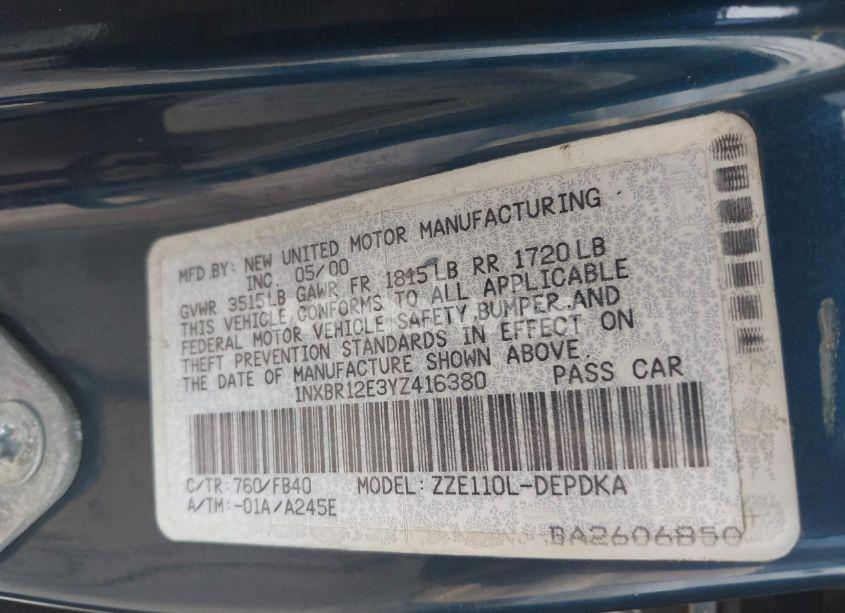 MFD.BY: NEW UNITED MOTOR MANUFACTURING
INC. 05/00
GVWR 3515LB GAWR FR 1815LB RR 1720LB
THIS VEHICLE CONFORMS TO ALL APPLICABLE
FEDERAL MOTOR VEHICLE SAFETY,BUMPER,AND
THEFT PREVENTION STANDARDS IN EFFECT ON
THE DATE OF MANUFACTURE SHOWN ABOVE.
1NXBR12E3YZ416380 PASS CAR
C/TR: 760/FB40 MODEL: ZZE110L-DEPDKA
A/TM: -01A/A245E
BA2606850